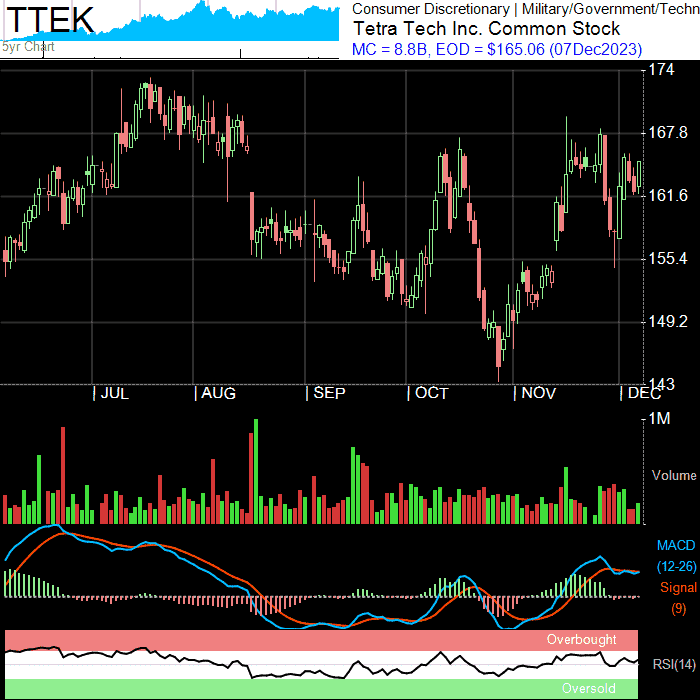 TTEK
5yr Chart
Consumer Discretionary | Military/Government/Techn
Tetra Tech Inc. Common Stock
MC = 8.8B, EOD = $165.06 (07Dec2023)
174
167.8
161.6
155.4
149.2
143
| JUL | AUG | SEP | OCT | NOV | DEC
1M
Volume
MACD
(12-26)
Signal
(9)
Overbought
RSI(14)
Oversold